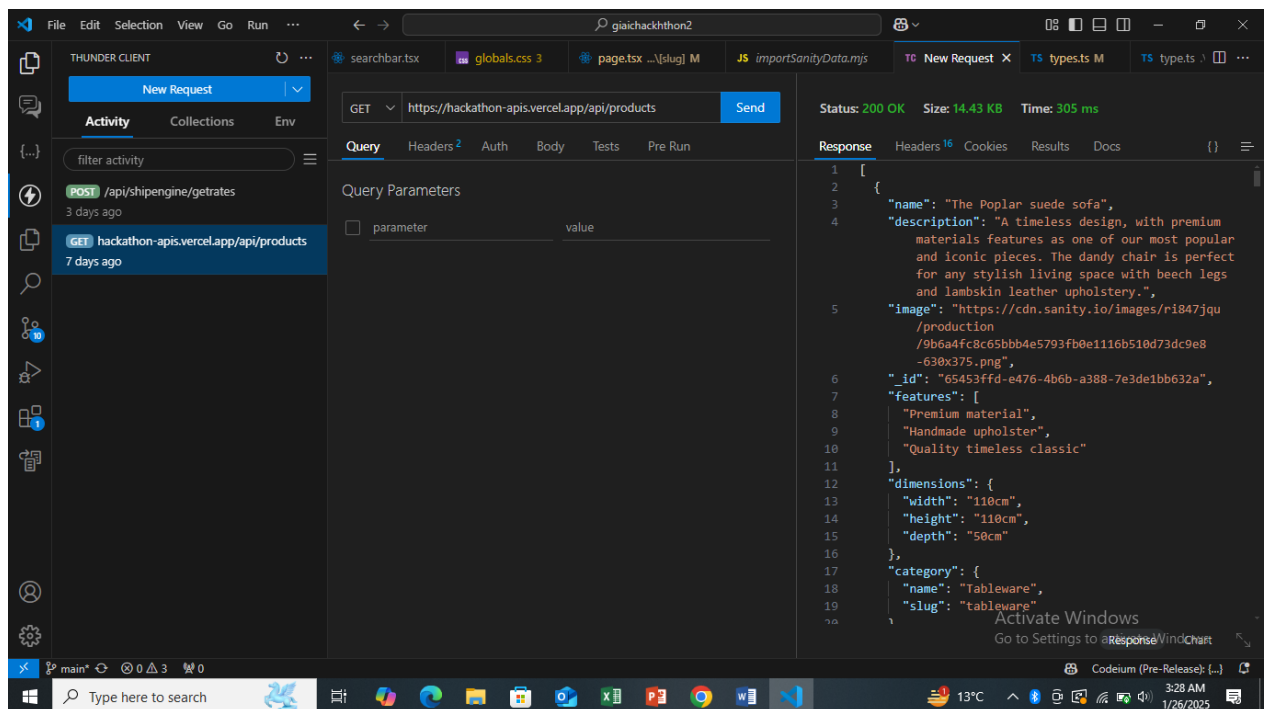 File Edit Selection View Go Run ··· giaichackhthon2
THUNDER CLIENT
New Request
Activity Collections Env
filter activity
POST /api/shipengine/getrates
3 days ago
GET hackathon-apis.vercel.app/api/products
7 days ago
10
1
searchbar.tsx globals.css 3 page.tsx ...\[slug] M JS importSanityData.mjs TC New Request TS types.ts M TS type.ts .\ ···
GET https://hackathon-apis.vercel.app/api/products Send
Query Headers 2 Auth Body Tests Pre Run
Query Parameters
parameter value
Status: 200 OK Size: 14.43 KB Time: 305 ms
Response Headers 16 Cookies Results Docs { }
1 [
2 {
3 "name": "The Poplar suede sofa",
4 "description": "A timeless design, with premium
materials features as one of our most popular
and iconic pieces. The dandy chair is perfect
for any stylish living space with beech legs
and lambskin leather upholstery.",
5 "image": "https://cdn.sanity.io/images/ri847jqu
/production
/9b6a4fc8c65bbb4e5793fb0e1116b510d73dc9e8
-630x375.png",
6 "_id": "65453ffd-e476-4b6b-a388-7e3de1bb632a",
7 "features": [
8 "Premium material",
9 "Handmade upholster",
10 "Quality timeless classic"
11 ],
12 "dimensions": {
13 "width": "110cm",
14 "height": "110cm",
15 "depth": "50cm"
16 },
17 "category": {
18 "name": "Tableware",
19 "slug": "tableware"
20 }
Activate Windows
Go to Settings to activate Windows.
Response Chart
main* 0 3 0 Codeium (Pre-Release): {...}
Type here to search 13°C 3:28 AM
1/26/2025